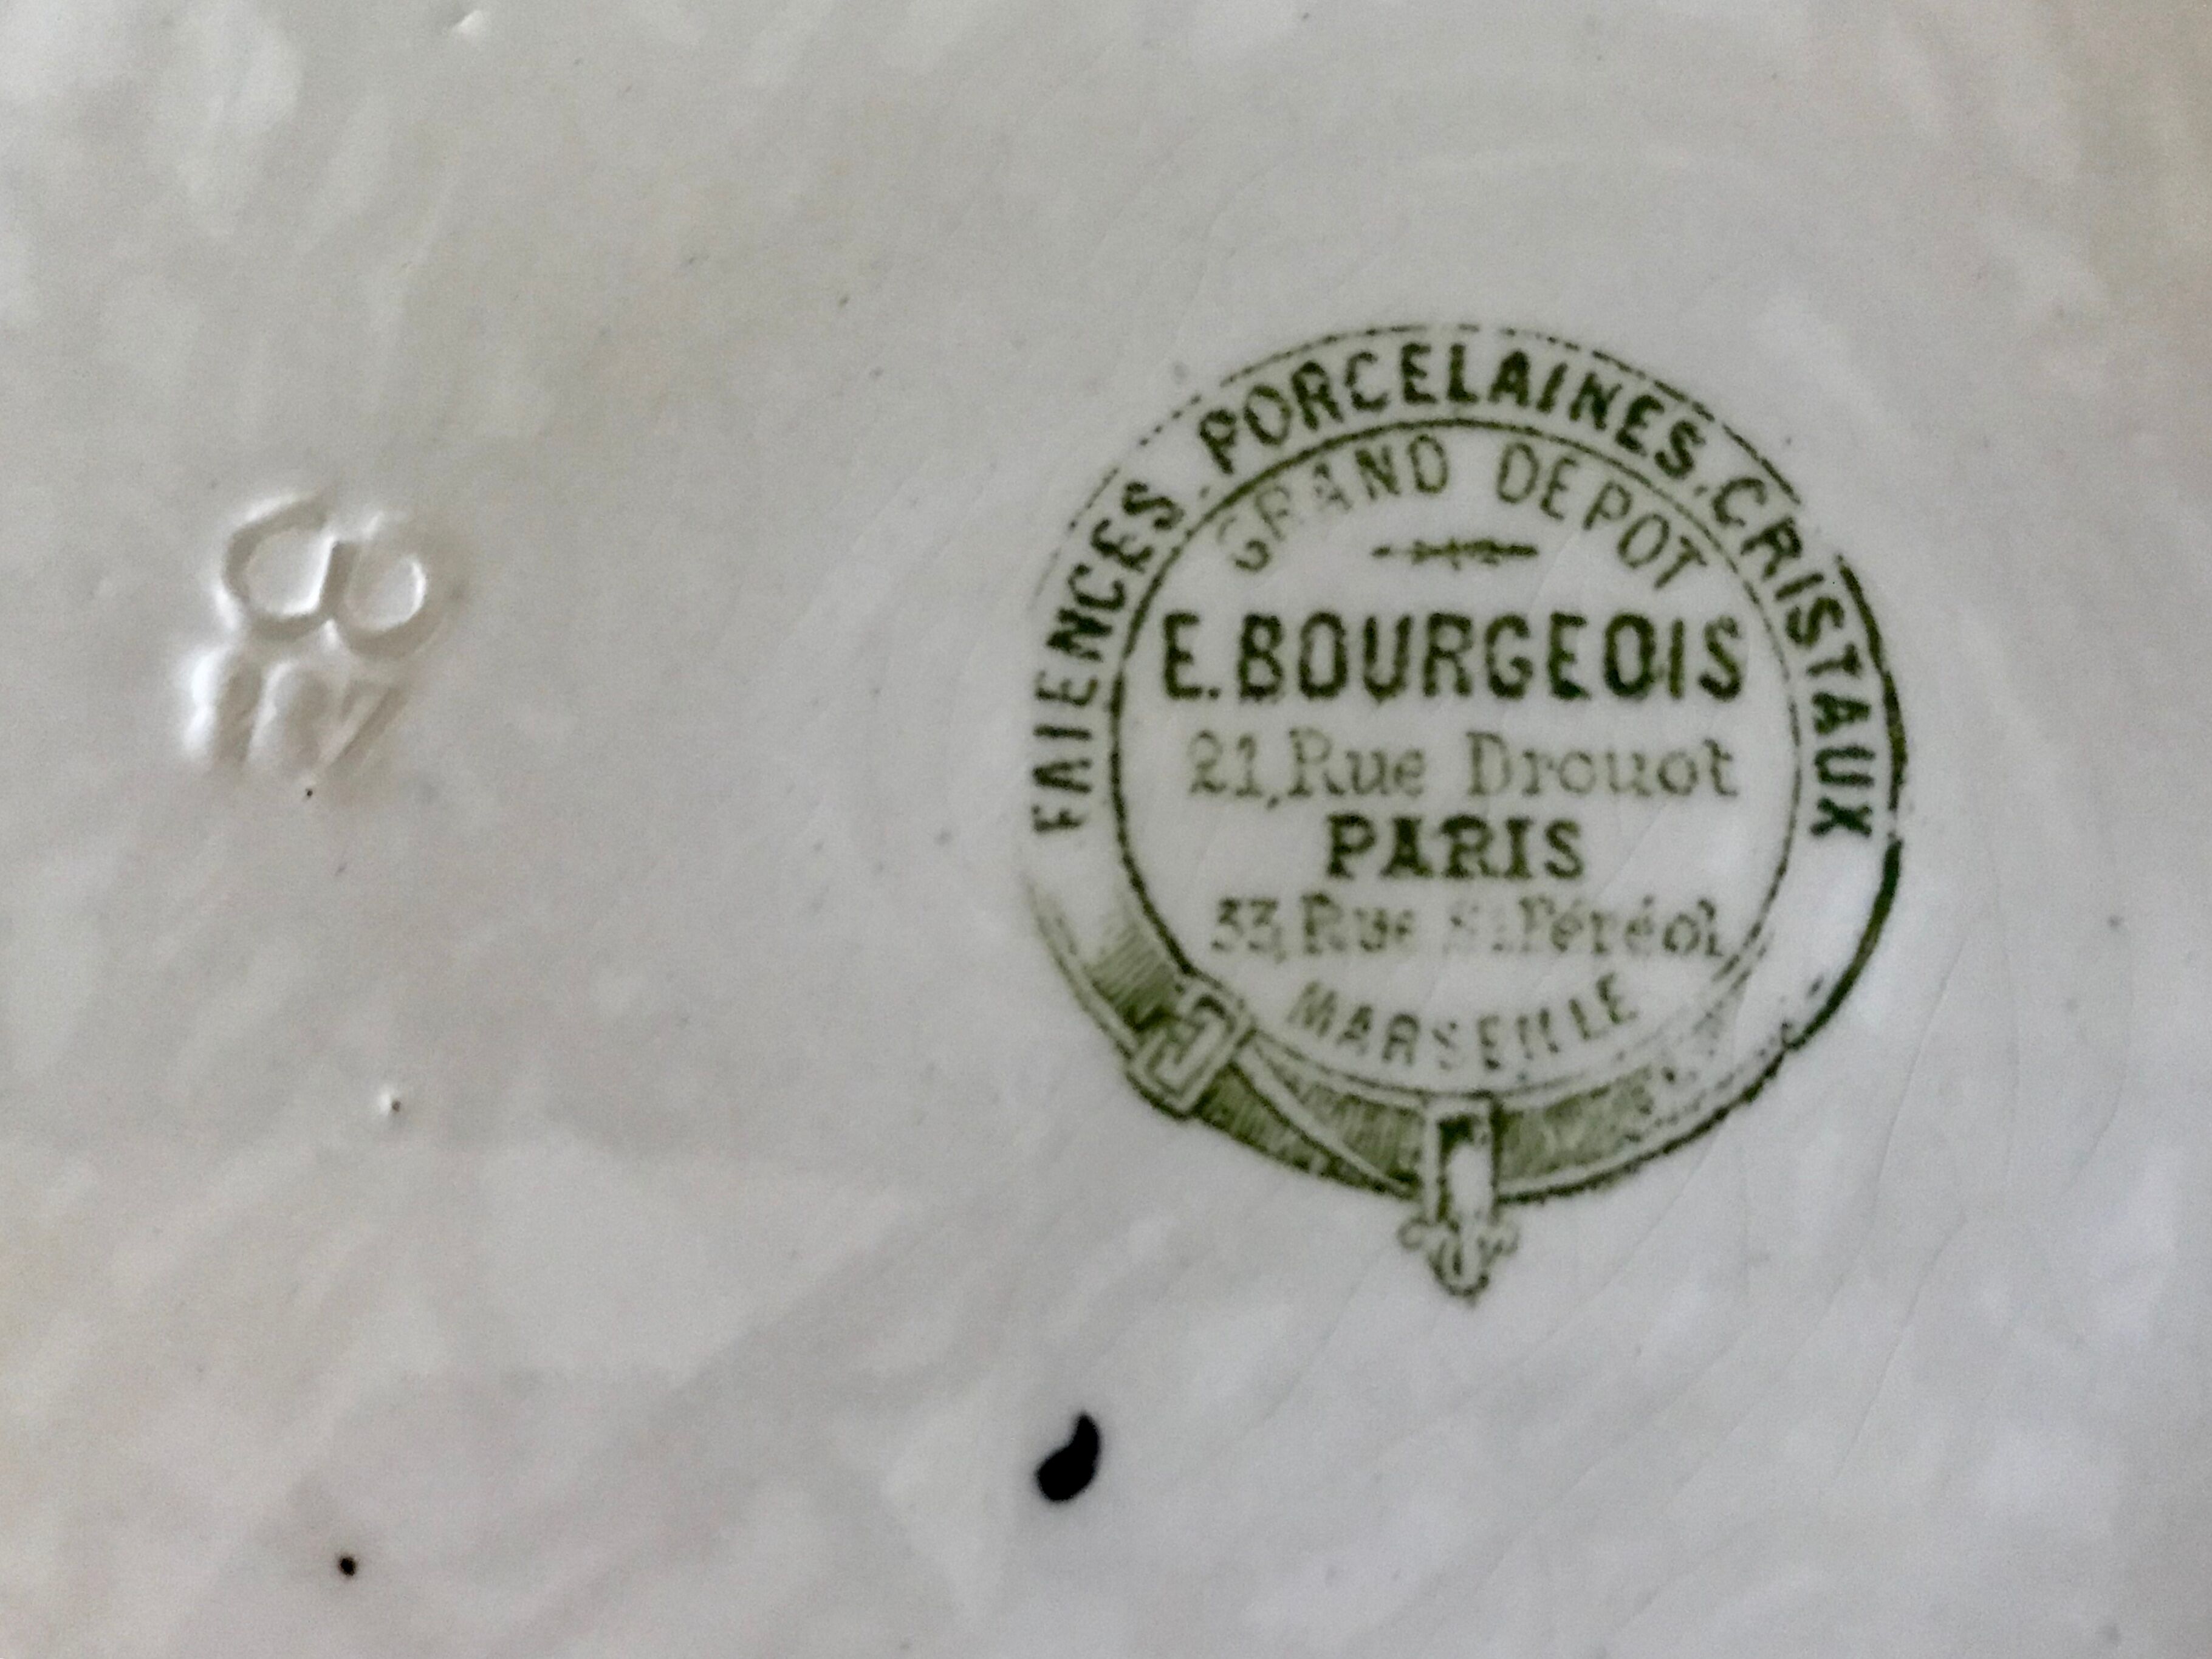 FAIENCES. PORCELAINES. CRISTAUX
GRAND DEPOT
E. BOURGEOIS
21, Rue Drouot
PARIS
33, Rue St. Féréol
MARSEILLE